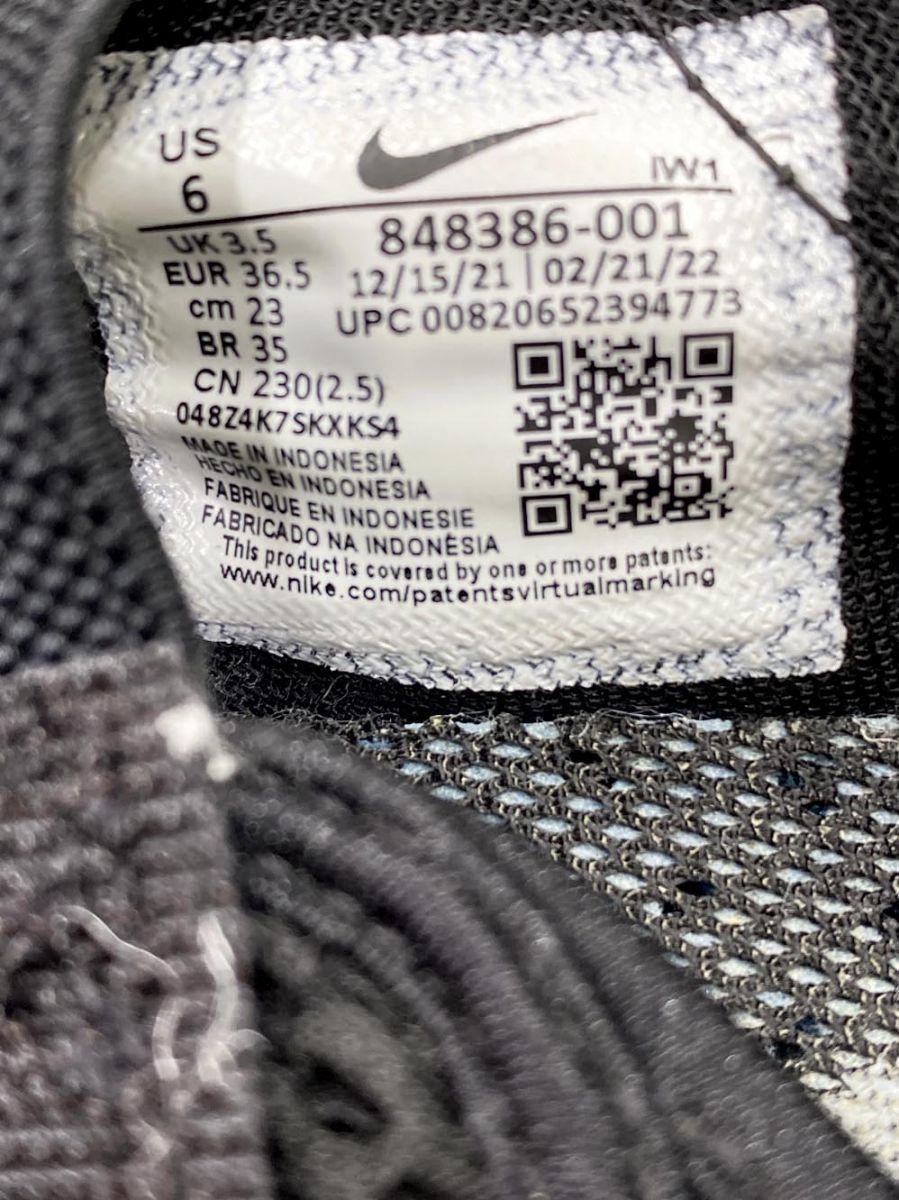 US
6
IW1
UK 3.5
EUR 36.5
cm 23
BR 35
CN 230(2.5)
848386-001
12/15/21 | 02/21/22
UPC 00820652394773
048Z4K7SKXKS4
MADE IN INDONESIA
HECHO EN INDONESIA
FABRIQUE EN INDONESIE
FABRICADO NA INDONÉSIA
This product is covered by one or more patents:
www.nike.com/patentsvirtualmarking